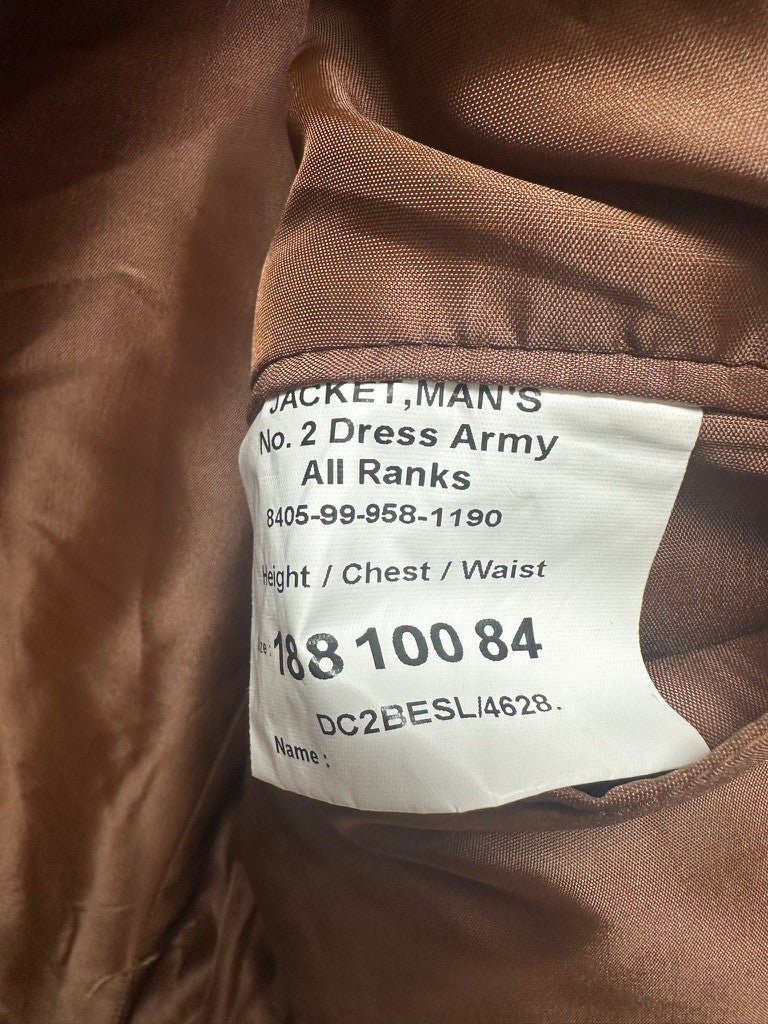 JACKET,MAN'S
No. 2 Dress Army
All Ranks
8405-99-958-1190
Height / Chest / Waist
188 100 84
DC2BESL/4628.
Name :